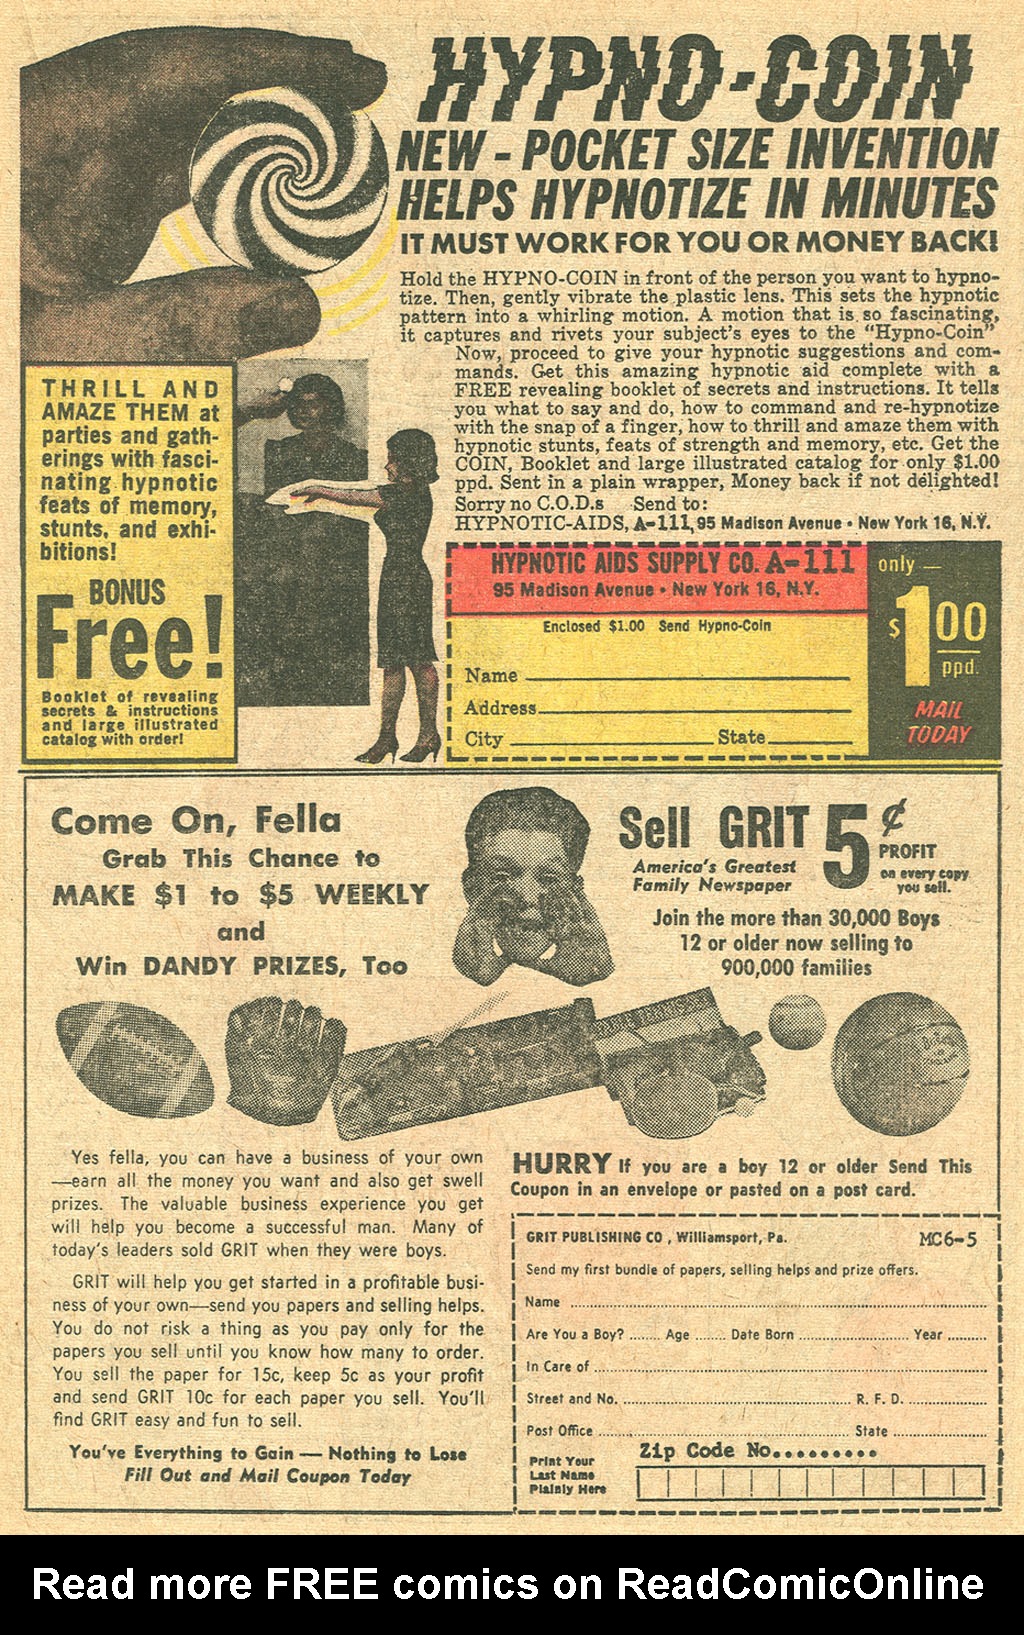 HYPNO-COIN
NEW - POCKET SIZE INVENTION
HELPS HYPNOTIZE IN MINUTES
IT MUST WORK FOR YOU OR MONEY BACK!
Hold the HYPNO-COIN in front of the person you want to hypno-
tize. Then, gently vibrate the plastic lens. This sets the hypnotic
pattern into a whirling motion. A motion that is so fascinating,
it captures and rivets your subject's eyes to the "Hypno-Coin"
Now, proceed to give your hypnotic suggestions and com-
mands. Get this amazing hypnotic aid complete with a
FREE revealing booklet of secrets and instructions. It tells
you what to say and do, how to command and re-hypnotize
with the snap of a finger, how to thrill and amaze them with
hypnotic stunts, feats of strength and memory, etc. Get the
COIN, Booklet and large illustrated catalog for only $1.00
ppd. Sent in a plain wrapper, Money back if not delighted!
Sorry no C.O.D.s Send to:
HYPNOTIC-AIDS, A-111, 95 Madison Avenue • New York 16, N.Y.
THRILL AND
AMAZE THEM at
parties and gath-
erings with fasci-
nating hypnotic
feats of memory,
stunts, and exhi-
bitions!
BONUS
Free!
Booklet of revealing
secrets & instructions
and large illustrated
catalog with order!
HYPNOTIC AIDS SUPPLY CO. A-111
95 Madison Avenue • New York 16, N.Y.
Enclosed $1.00 Send Hypno-Coin
Name
Address
City State
only —
$1.00
ppd.
MAIL
TODAY
Come On, Fella
Grab This Chance to
MAKE $1 to $5 WEEKLY
and
Win DANDY PRIZES, Too
Sell GRIT 5¢
America's Greatest
Family Newspaper
PROFIT
on every copy
you sell.
Join the more than 30,000 Boys
12 or older now selling to
900,000 families
Yes fella, you can have a business of your own
—earn all the money you want and also get swell
prizes. The valuable business experience you get
will help you become a successful man. Many of
today's leaders sold GRIT when they were boys.
GRIT will help you get started in a profitable busi-
ness of your own—send you papers and selling helps.
You do not risk a thing as you pay only for the
papers you sell until you know how many to order.
You sell the paper for 15c, keep 5c as your profit
and send GRIT 10c for each paper you sell. You'll
find GRIT easy and fun to sell.
You've Everything to Gain — Nothing to Lose
Fill Out and Mail Coupon Today
HURRY If you are a boy 12 or older Send This
Coupon in an envelope or pasted on a post card.
GRIT PUBLISHING CO., Williamsport, Pa. MC6-5
Send my first bundle of papers, selling helps and prize offers.
Name
Are You a Boy? ....... Age ....... Date Born ....... Year .......
In Care of
Street and No. ....... R. F. D. .......
Post Office ....... State .......
Zip Code No.........
Print Your
Last Name
Plainly Here
Read more FREE comics on ReadComicOnline